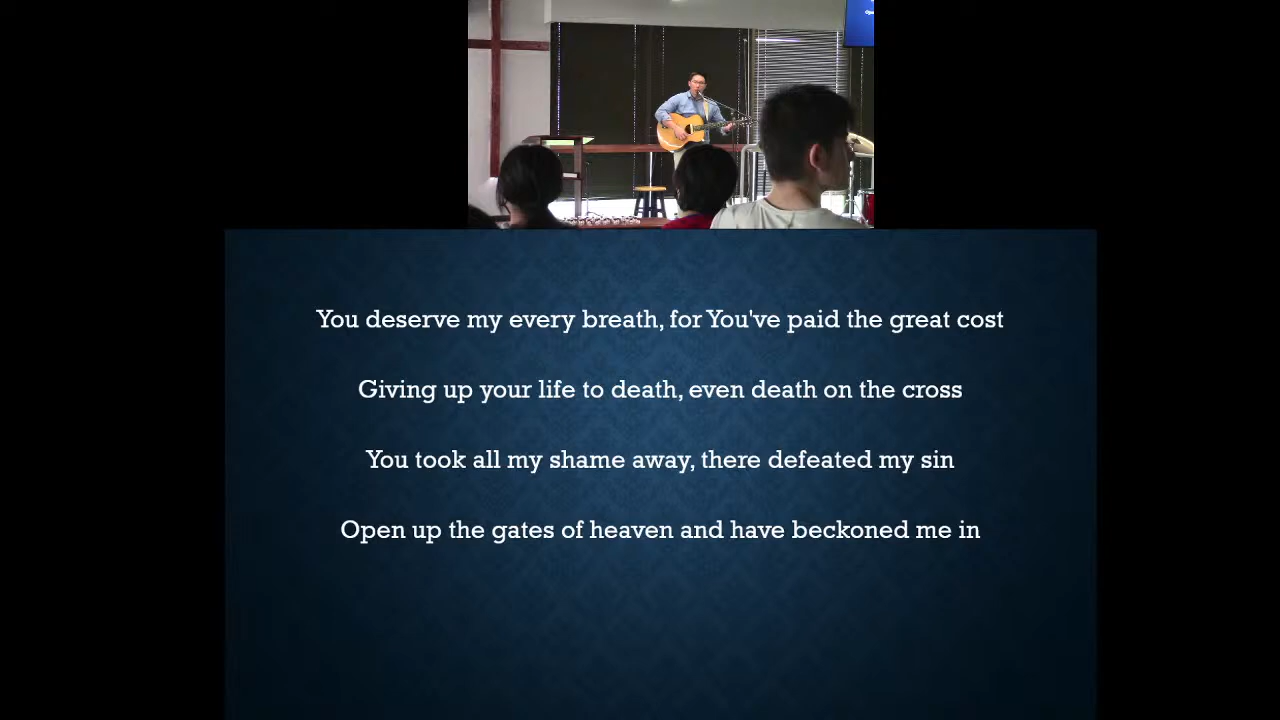 You deserve my every breath, for You've paid the great cost
Giving up your life to death, even death on the cross
You took all my shame away, there defeated my sin
Open up the gates of heaven and have beckoned me in